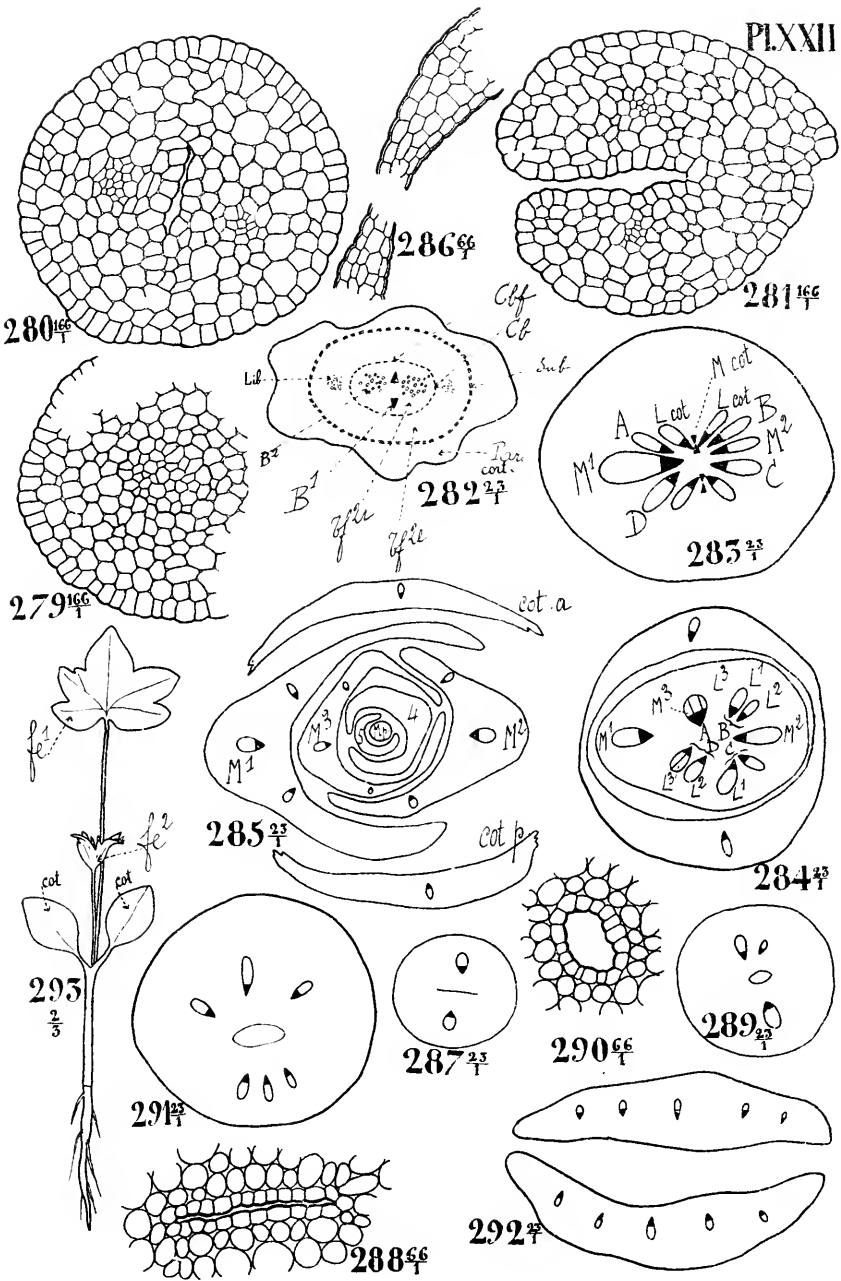 Pl.XXII
286 66/1
280 166/1
281 166/1
Cbf
Cb
Lib
Sub
B²
B¹
Par. cort.
282 23/1
M cot
L cot
L cot
A
B
M²
M¹
C
D
283 23/1
279 166/1
cot. a
M³
4
5
M¹
M²
cot p
285 23/1
M³
L³
L¹
L²
M¹
A
B
M²
D
C
L³
L²
L¹
284 23/1
fe¹
fe²
cot
cot
293 2/3
291 23/1
287 23/1
290 66/1
289 23/1
288 66/1
292 23/1